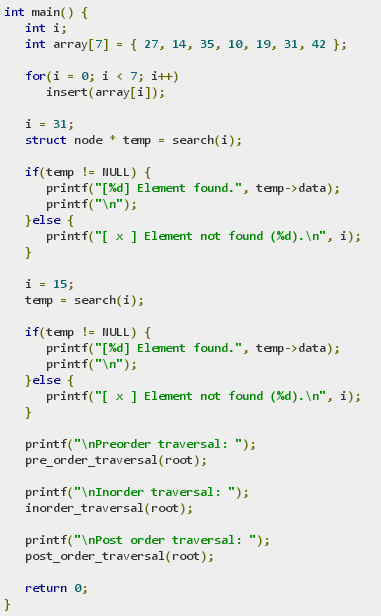 int main() {
   int i;
   int array[7] = { 27, 14, 35, 10, 19, 31, 42 };

   for(i = 0; i < 7; i++)
      insert(array[i]);

   i = 31;
   struct node * temp = search(i);

   if(temp != NULL) {
      printf("[%d] Element found.", temp->data);
      printf("\n");
   }else {
      printf("[ x ] Element not found (%d).\n", i);
   }

   i = 15;
   temp = search(i);

   if(temp != NULL) {
      printf("[%d] Element found.", temp->data);
      printf("\n");
   }else {
      printf("[ x ] Element not found (%d).\n", i);
   }

   printf("\nPreorder traversal: ");
   pre_order_traversal(root);

   printf("\nInorder traversal: ");
   inorder_traversal(root);

   printf("\nPost order traversal: ");
   post_order_traversal(root);

   return 0;
}